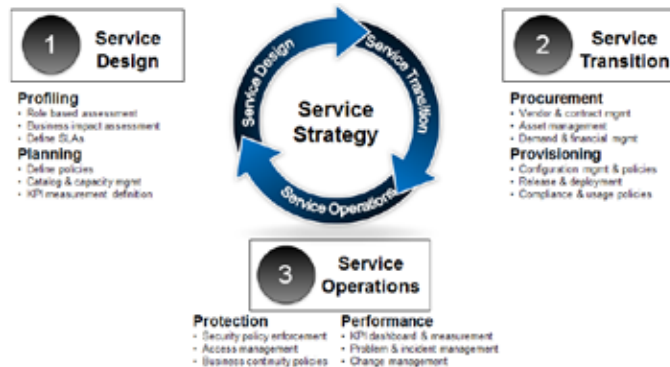 1
Service
Design
Profiling
• Role based assessment
• Business impact assessment
• Define SLAs
Planning
• Define policies
• Catalog & capacity mgmt
• KPI measurement definition
Service Design
Service Transition
Service Operations
Service
Strategy
2
Service
Transition
Procurement
• Vendor & contract mgmt
• Asset management
• Demand & financial mgmt
Provisioning
• Configuration mgmt & policies
• Release & deployment
• Compliance & usage policies
3
Service
Operations
Protection
• Security policy enforcement
• Access management
• Business continuity policies
Performance
• KPI dashboard & measurement
• Problem & incident management
• Change management